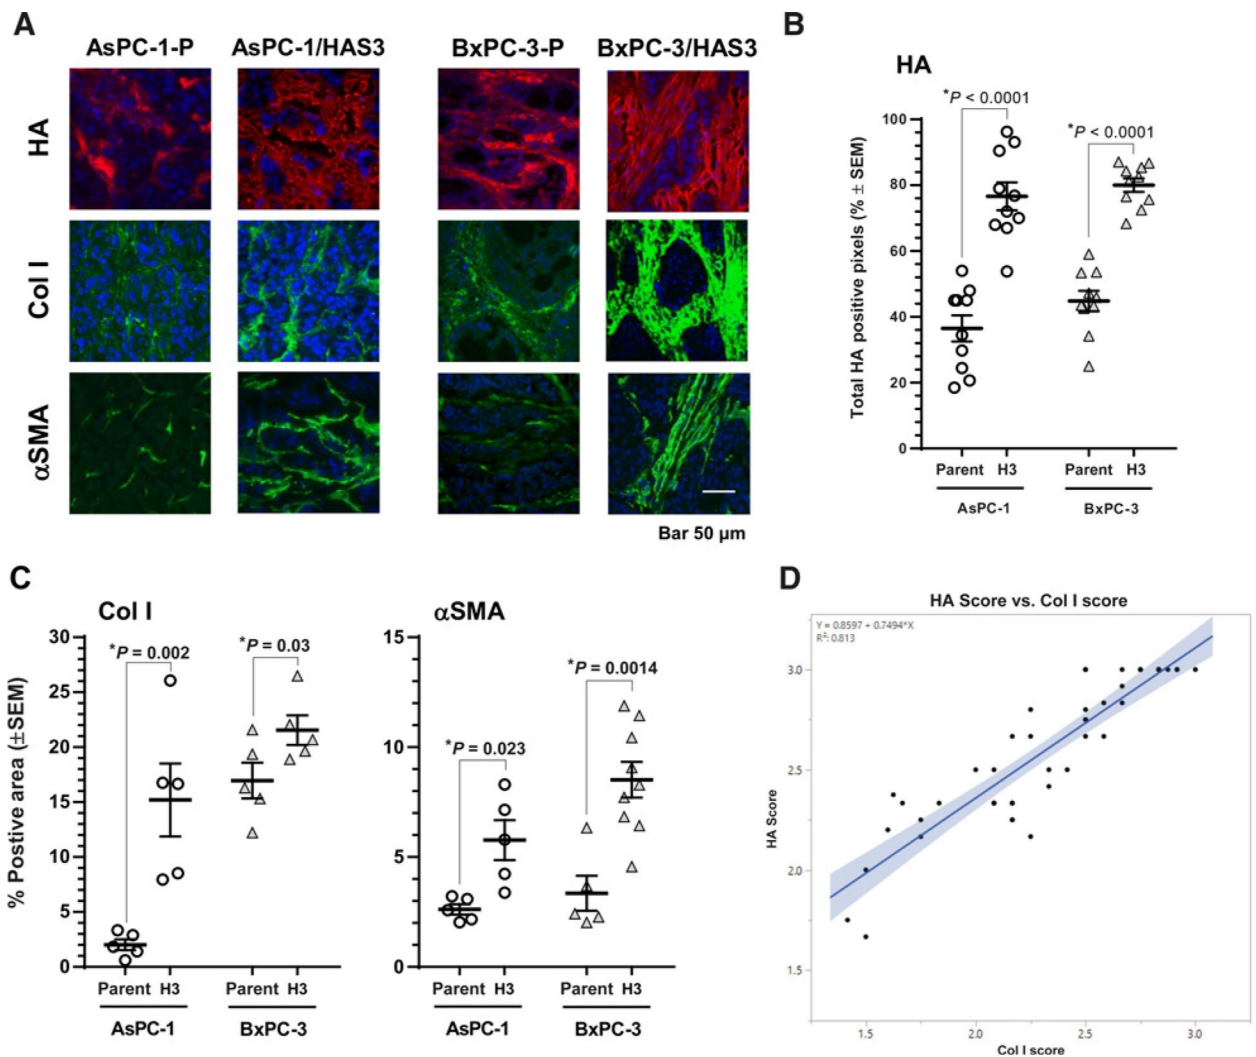 A
AsPC-1-P AsPC-1/HAS3 BxPC-3-P BxPC-3/HAS3
HA
Col I
αSMA
Bar 50 µm
B
HA
*P < 0.0001
*P < 0.0001
Total HA positive pixels (% ± SEM)
100
80
60
40
20
0
Parent H3 Parent H3
AsPC-1 BxPC-3
C
Col I
*P = 0.002
*P = 0.03
% Postive area (±SEM)
30
25
20
15
10
5
0
Parent H3 Parent H3
AsPC-1 BxPC-3
αSMA
*P = 0.023
*P = 0.0014
15
10
5
0
Parent H3 Parent H3
AsPC-1 BxPC-3
D
HA Score vs. Col I score
Y = 0.8597 + 0.7494*X
R²: 0.813
HA Score
3.0
2.5
2.0
1.5
1.5 2.0 2.5 3.0
Col I score